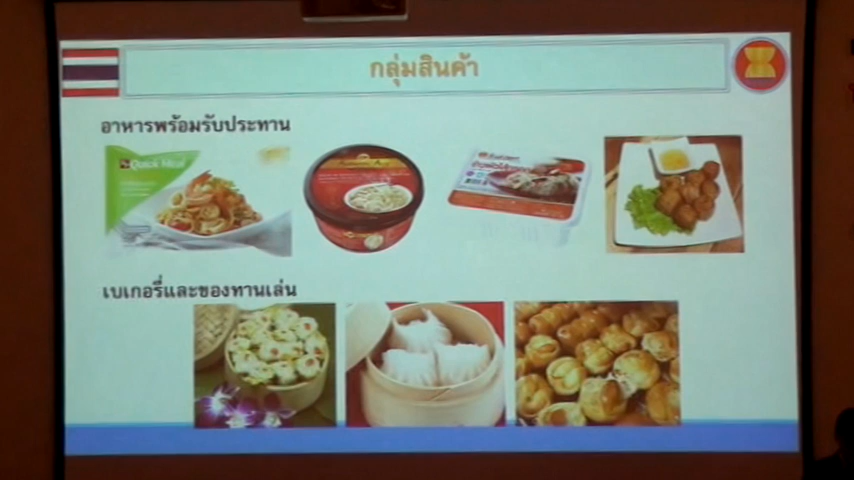 กลุ่มสินค้า
อาหารพร้อมรับประทาน
Quick Meal
เบเกอรี่และของทานเล่น